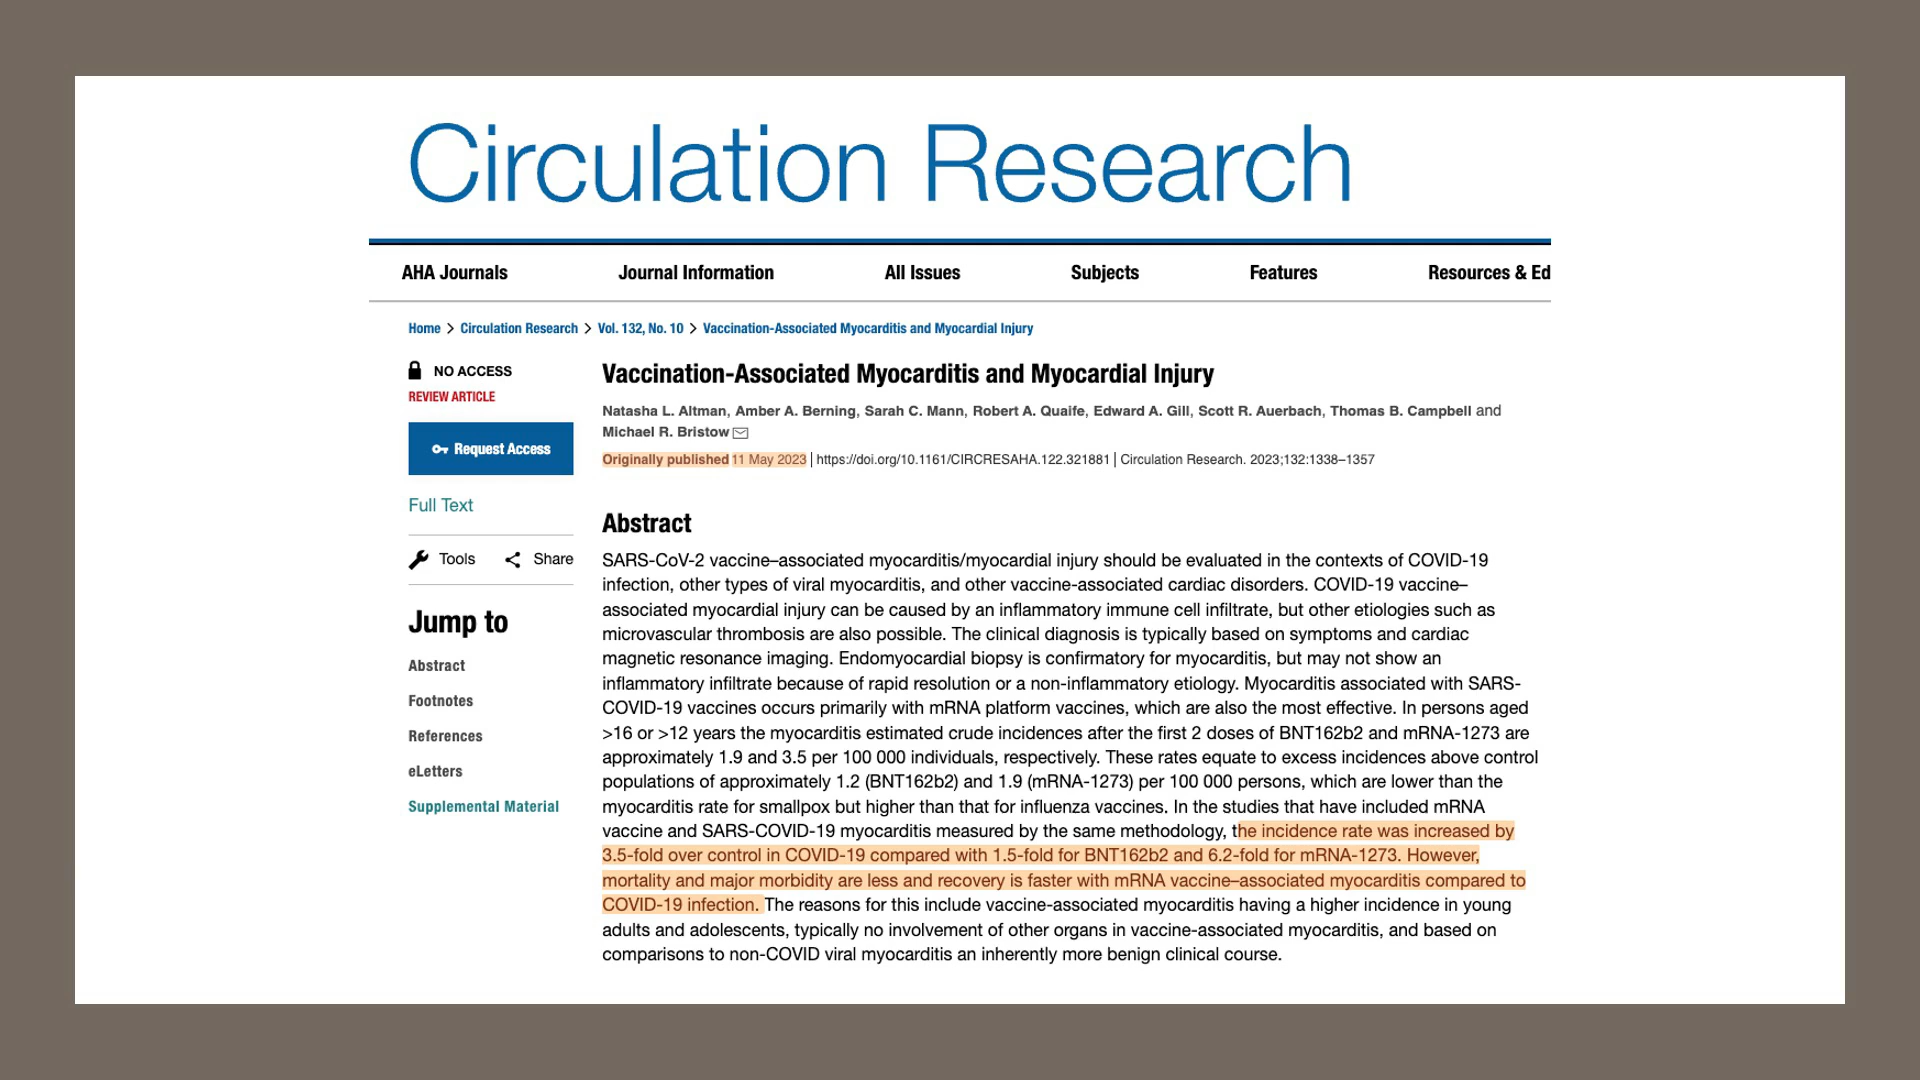 Circulation Research
AHA Journals Journal Information All Issues Subjects Features Resources & Ed
Home > Circulation Research > Vol. 132, No. 10 > Vaccination-Associated Myocarditis and Myocardial Injury
NO ACCESS
REVIEW ARTICLE
Request Access
Full Text
Tools Share
Jump to
Abstract
Footnotes
References
eLetters
Supplemental Material
Vaccination-Associated Myocarditis and Myocardial Injury
Natasha L. Altman, Amber A. Berning, Sarah C. Mann, Robert A. Quaife, Edward A. Gill, Scott R. Auerbach, Thomas B. Campbell and
Michael R. Bristow
Originally published 11 May 2023 | https://doi.org/10.1161/CIRCRESAHA.122.321881 | Circulation Research. 2023;132:1338–1357
Abstract
SARS-CoV-2 vaccine–associated myocarditis/myocardial injury should be evaluated in the contexts of COVID-19
infection, other types of viral myocarditis, and other vaccine-associated cardiac disorders. COVID-19 vaccine–
associated myocardial injury can be caused by an inflammatory immune cell infiltrate, but other etiologies such as
microvascular thrombosis are also possible. The clinical diagnosis is typically based on symptoms and cardiac
magnetic resonance imaging. Endomyocardial biopsy is confirmatory for myocarditis, but may not show an
inflammatory infiltrate because of rapid resolution or a non-inflammatory etiology. Myocarditis associated with SARS-
COVID-19 vaccines occurs primarily with mRNA platform vaccines, which are also the most effective. In persons aged
>16 or >12 years the myocarditis estimated crude incidences after the first 2 doses of BNT162b2 and mRNA-1273 are
approximately 1.9 and 3.5 per 100 000 individuals, respectively. These rates equate to excess incidences above control
populations of approximately 1.2 (BNT162b2) and 1.9 (mRNA-1273) per 100 000 persons, which are lower than the
myocarditis rate for smallpox but higher than that for influenza vaccines. In the studies that have included mRNA
vaccine and SARS-COVID-19 myocarditis measured by the same methodology, the incidence rate was increased by
3.5-fold over control in COVID-19 compared with 1.5-fold for BNT162b2 and 6.2-fold for mRNA-1273. However,
mortality and major morbidity are less and recovery is faster with mRNA vaccine–associated myocarditis compared to
COVID-19 infection. The reasons for this include vaccine-associated myocarditis having a higher incidence in young
adults and adolescents, typically no involvement of other organs in vaccine-associated myocarditis, and based on
comparisons to non-COVID viral myocarditis an inherently more benign clinical course.